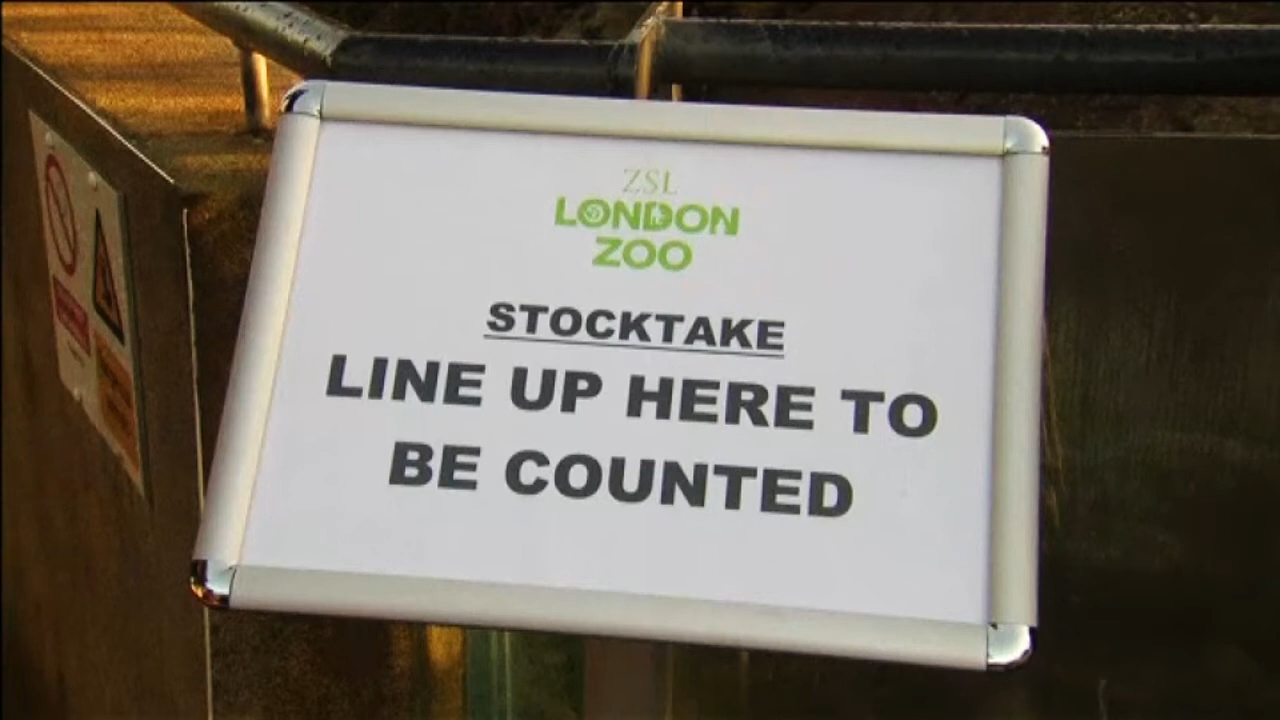 ZSL
LONDON
ZOO
STOCKTAKE
LINE UP HERE TO
BE COUNTED